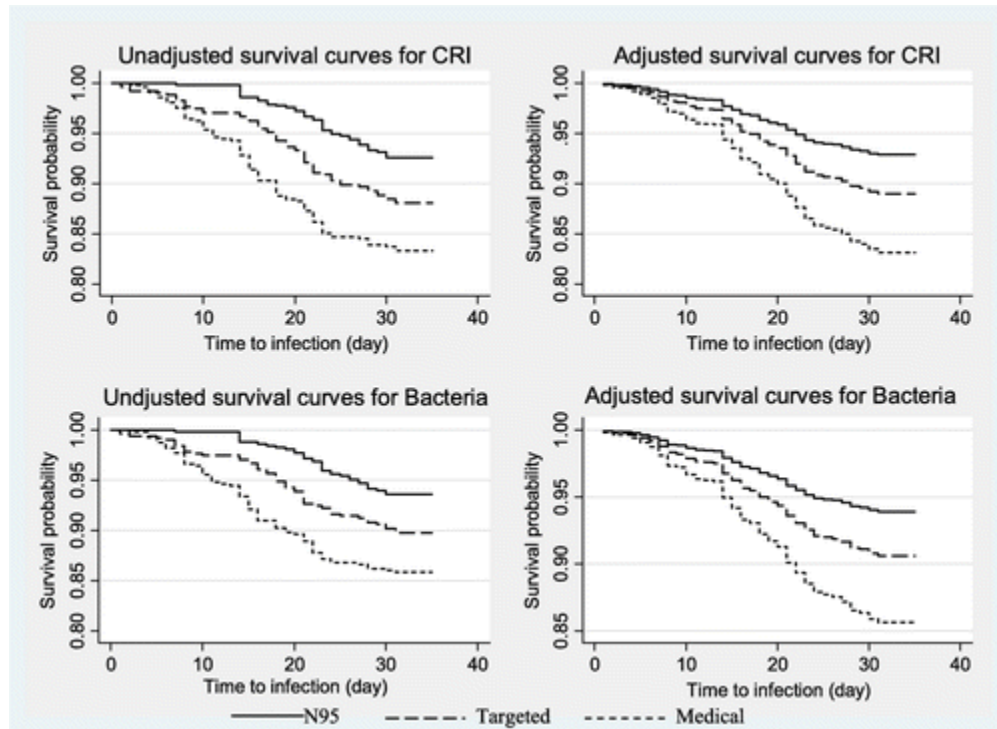 Unadjusted survival curves for CRI
Survival probability
1.00
0.95
0.90
0.85
0.80
0 10 20 30 40
Time to infection (day)
Adjusted survival curves for CRI
Survival probability
1.00
.95
0.9
0.85
0.80
0 10 20 30 40
Time to infection (day)
Undjusted survival curves for Bacteria
Survival probability
1.00
0.95
0.90
0.85
0.80
0 10 20 30 40
Time to infection (day)
Adjusted survival curves for Bacteria
Survival probability
1.00
0.95
0.90
0.85
0 10 20 30 40
Time to infection (day)
N95 Targeted Medical